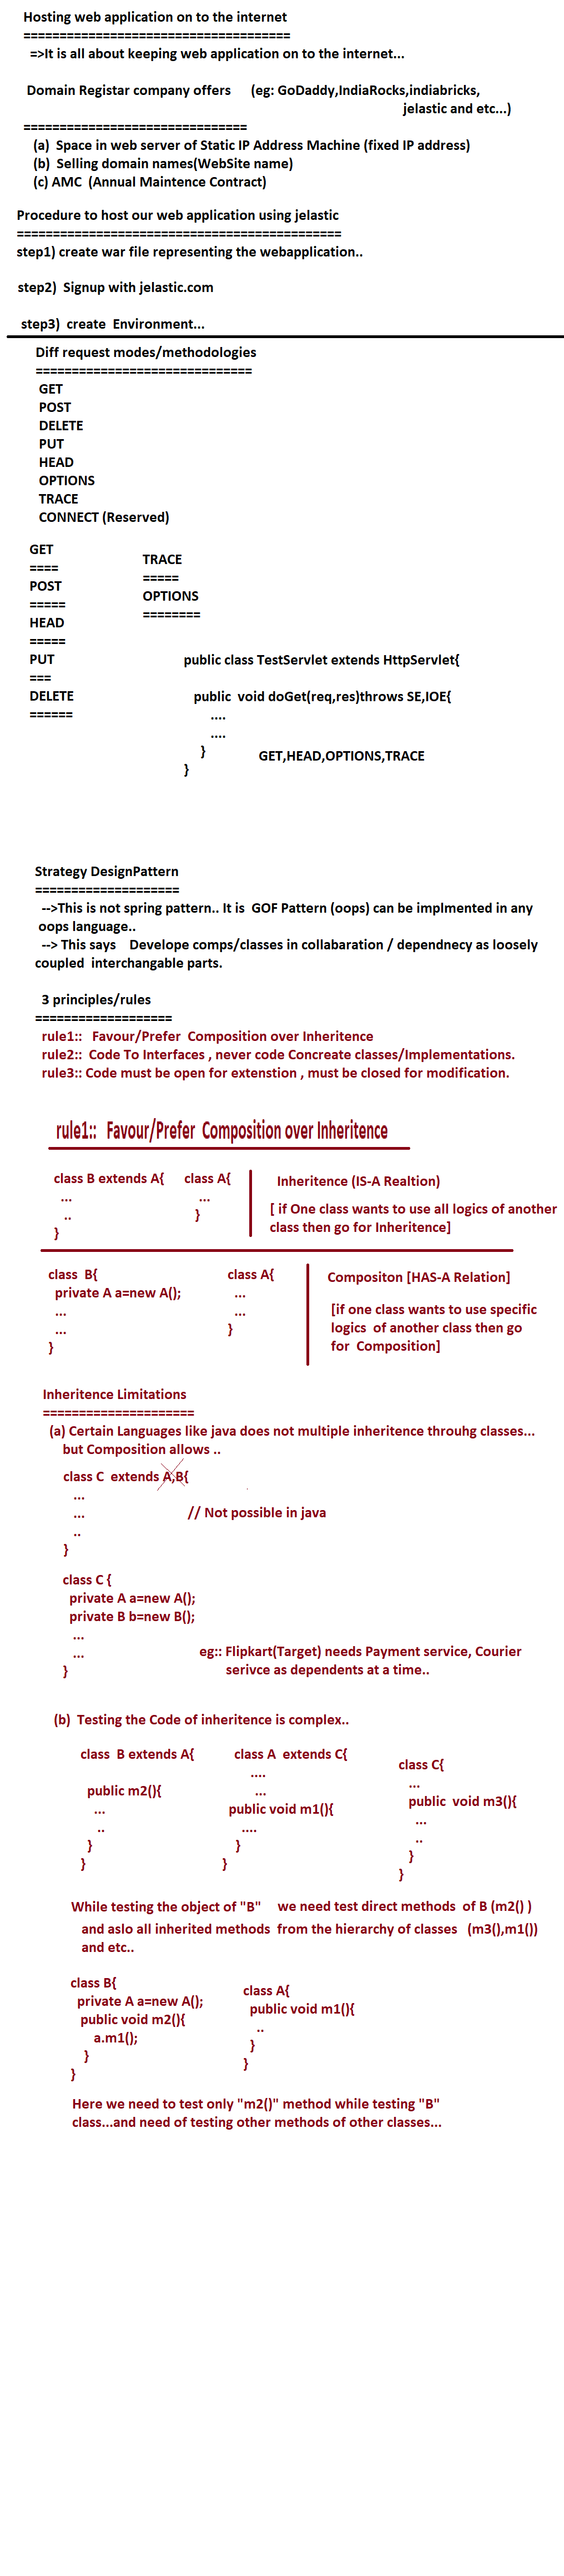 Hosting web application on to the internet
=====================================
=>It is all about keeping web application on to the internet...
Domain Registar company offers (eg: GoDaddy,IndiaRocks,indiabricks,
jelastic and etc...)
===============================
(a) Space in web server of Static IP Address Machine (fixed IP address)
(b) Selling domain names(WebSite name)
(c) AMC (Annual Maintence Contract)
Procedure to host our web application using jelastic
=============================================
step1) create war file representing the webapplication..
step2) Signup with jelastic.com
step3) create Environment...
Diff request modes/methodologies
==============================
GET
POST
DELETE
PUT
HEAD
OPTIONS
TRACE
CONNECT (Reserved)
GET
====
POST
=====
HEAD
=====
PUT
===
DELETE
======
TRACE
=====
OPTIONS
========
public class TestServlet extends HttpServlet{
public void doGet(req,res)throws SE,IOE{
....
....
}
}
GET,HEAD,OPTIONS,TRACE
Strategy DesignPattern
====================
-->This is not spring pattern.. It is GOF Pattern (oops) can be implmented in any
oops language..
--> This says Develope comps/classes in collabaration / dependnecy as loosely
coupled interchangable parts.
3 principles/rules
===================
rule1:: Favour/Prefer Composition over Inheritence
rule2:: Code To Interfaces , never code Concreate classes/Implementations.
rule3:: Code must be open for extenstion , must be closed for modification.
rule1:: Favour/Prefer Composition over Inheritence
class B extends A{
...
..
}
class A{
...
}
Inheritence (IS-A Realtion)
[ if One class wants to use all logics of another
class then go for Inheritence]
class B{
private A a=new A();
...
...
}
class A{
...
...
}
Compositon [HAS-A Relation]
[if one class wants to use specific
logics of another class then go
for Composition]
Inheritence Limitations
=====================
(a) Certain Languages like java does not multiple inheritence throuhg classes...
but Composition allows ..
class C extends A,B{
...
...
..
}
// Not possible in java
class C {
private A a=new A();
private B b=new B();
...
...
}
eg:: Flipkart(Target) needs Payment service, Courier
serivce as dependents at a time..
(b) Testing the Code of inheritence is complex..
class B extends A{
public m2(){
...
..
}
}
class A extends C{
....
...
public void m1(){
....
}
}
class C{
...
public void m3(){
...
..
}
}
While testing the object of "B" we need test direct methods of B (m2() )
and aslo all inherited methods from the hierarchy of classes (m3(),m1())
and etc..
class B{
private A a=new A();
public void m2(){
a.m1();
}
}
class A{
public void m1(){
..
}
}
Here we need to test only "m2()" method while testing "B"
class...and need of testing other methods of other classes...